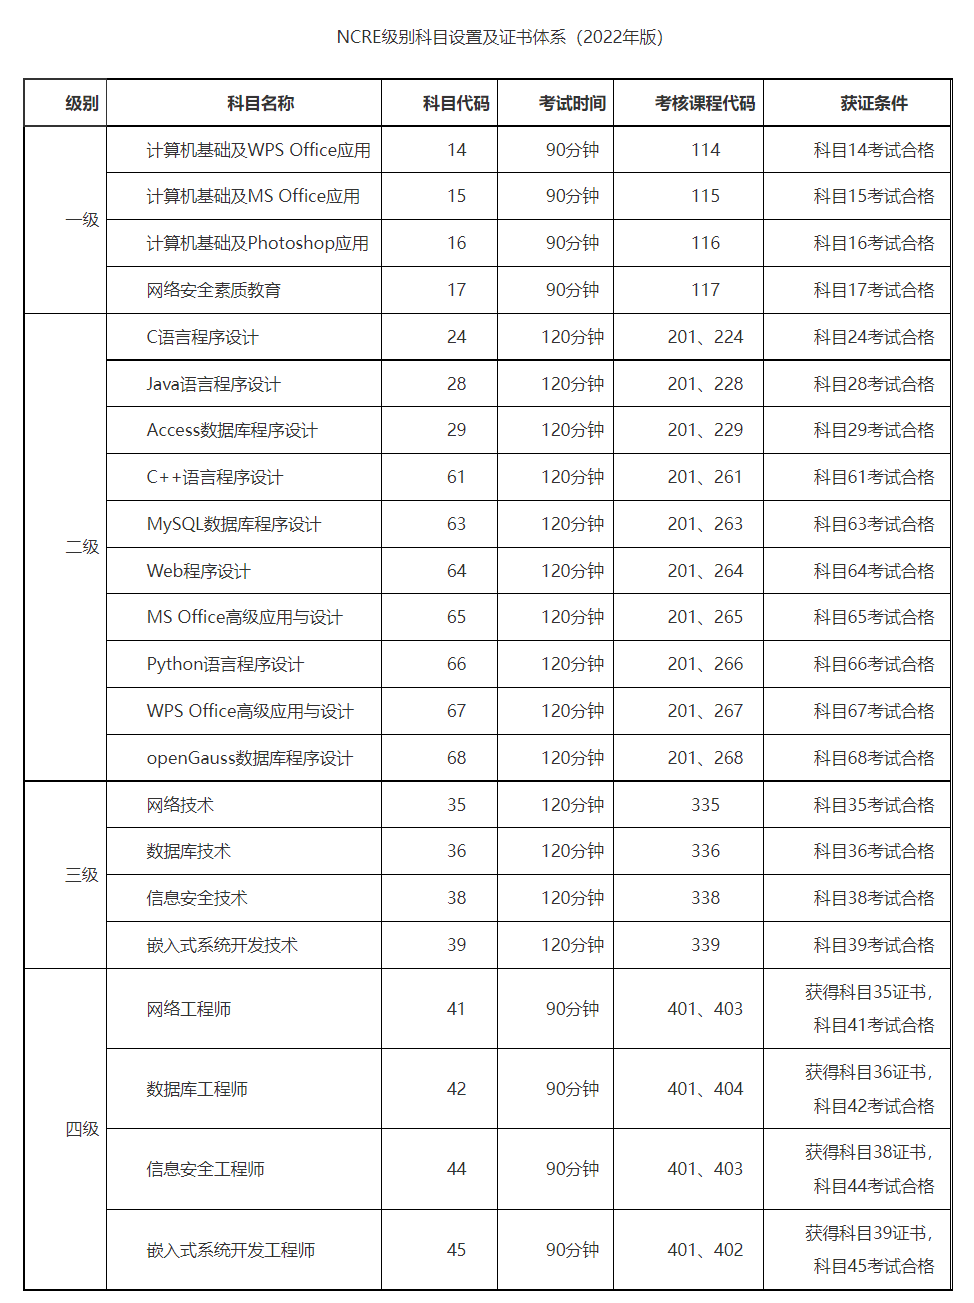 NCRE级别科目设置及证书体系（2022年版）
级别 科目名称 科目代码 考试时间 考核课程代码 获证条件
一级
计算机基础及WPS Office应用 14 90分钟 114 科目14考试合格
计算机基础及MS Office应用 15 90分钟 115 科目15考试合格
计算机基础及Photoshop应用 16 90分钟 116 科目16考试合格
网络安全素质教育 17 90分钟 117 科目17考试合格
二级
C语言程序设计 24 120分钟 201、224 科目24考试合格
Java语言程序设计 28 120分钟 201、228 科目28考试合格
Access数据库程序设计 29 120分钟 201、229 科目29考试合格
C++语言程序设计 61 120分钟 201、261 科目61考试合格
MySQL数据库程序设计 63 120分钟 201、263 科目63考试合格
Web程序设计 64 120分钟 201、264 科目64考试合格
MS Office高级应用与设计 65 120分钟 201、265 科目65考试合格
Python语言程序设计 66 120分钟 201、266 科目66考试合格
WPS Office高级应用与设计 67 120分钟 201、267 科目67考试合格
openGauss数据库程序设计 68 120分钟 201、268 科目68考试合格
三级
网络技术 35 120分钟 335 科目35考试合格
数据库技术 36 120分钟 336 科目36考试合格
信息安全技术 38 120分钟 338 科目38考试合格
嵌入式系统开发技术 39 120分钟 339 科目39考试合格
四级
网络工程师 41 90分钟 401、403 获得科目35证书，
科目41考试合格
数据库工程师 42 90分钟 401、404 获得科目36证书，
科目42考试合格
信息安全工程师 44 90分钟 401、403 获得科目38证书，
科目44考试合格
嵌入式系统开发工程师 45 90分钟 401、402 获得科目39证书，
科目45考试合格